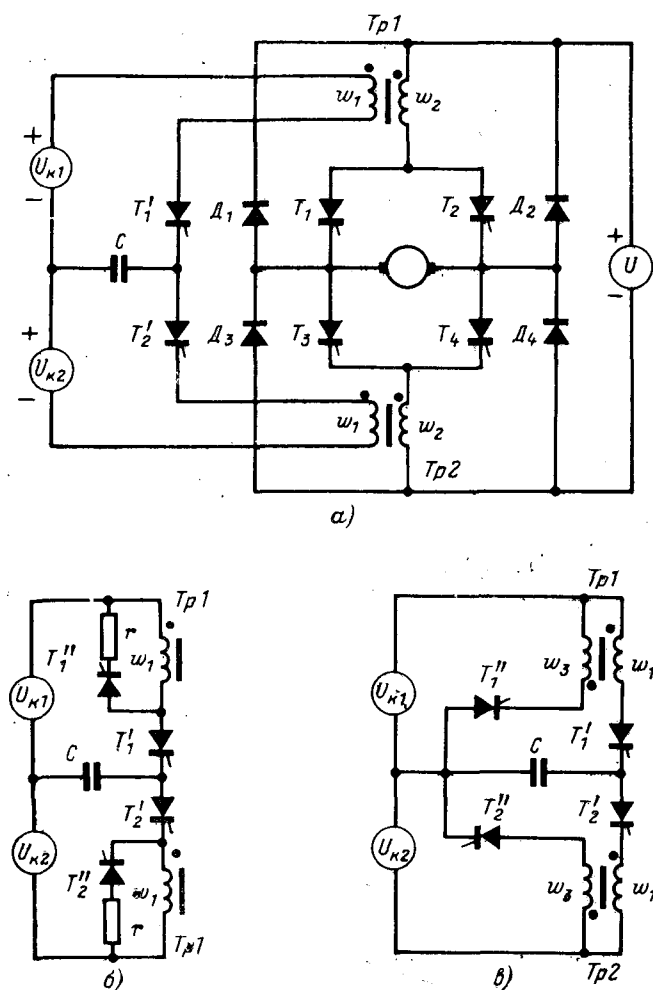 Тр1
w₁
w₂
+
Uк1
−
T₁′
Д₁
T₁
T₂
Д₂
C
+
U
−
+
Uк2
−
T₂′
Д₃
T₃
T₄
Д₄
w₁
w₂
Тр2
а)
Тр1
r
w₁
T₁″
Uк1
T₁′
C
T₂′
Uк2
T₂″
w₁
r
Тр1
б)
Тр1
w₃
w₁
T₁″
Uк1
T₁′
C
T₂″
T₂′
Uк2
w₃
w₁
Тр2
в)